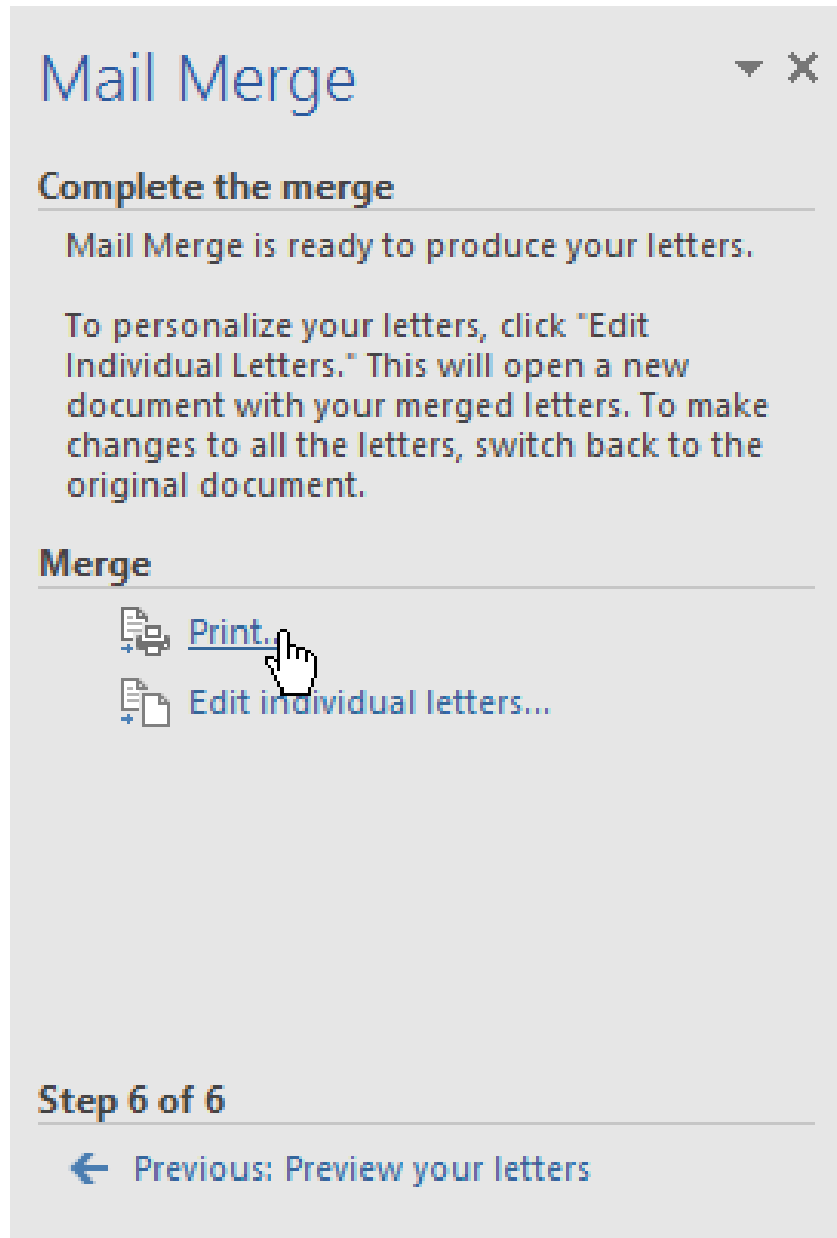 Mail Merge
Complete the merge
Mail Merge is ready to produce your letters.
To personalize your letters, click "Edit
Individual Letters." This will open a new
document with your merged letters. To make
changes to all the letters, switch back to the
original document.
Merge
Print...
Edit individual letters...
Step 6 of 6
Previous: Preview your letters